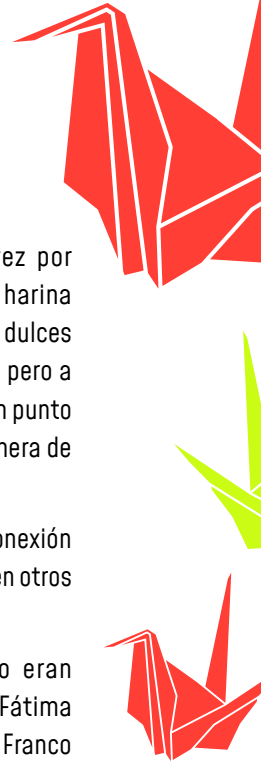 ez por
harina
dulces
pero a
n punto
nera de
onexión
en otros
o eran
Fátima
Franco